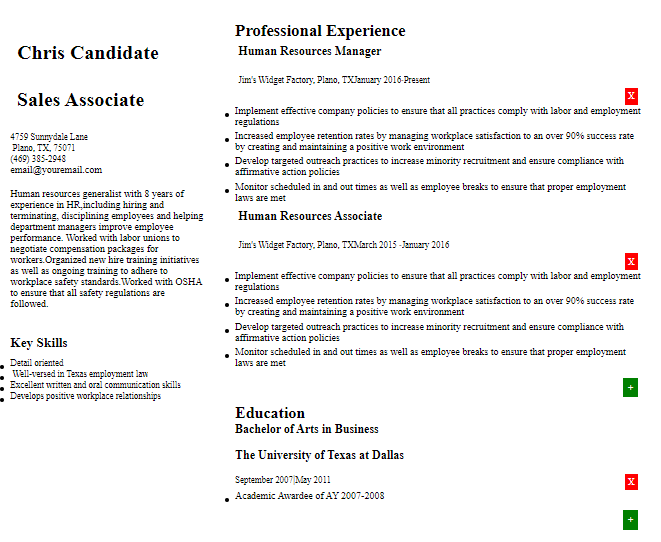 Chris Candidate
Sales Associate
4759 Sunnydale Lane
Plano, TX, 75071
(469) 385-2948
email@youremail.com
Human resources generalist with 8 years of
experience in HR,including hiring and
terminating, disciplining employees and helping
department managers improve employee
performance. Worked with labor unions to
negotiate compensation packages for
workers.Organized new hire training initiatives
as well as ongoing training to adhere to
workplace safety standards.Worked with OSHA
to ensure that all safety regulations are
followed.
Key Skills
Detail oriented
Well-versed in Texas employment law
Excellent written and oral communication skills
Develops positive workplace relationships
Professional Experience
Human Resources Manager
Jim's Widget Factory, Plano, TXJanuary 2016-Present
X
Implement effective company policies to ensure that all practices comply with labor and employment
regulations
Increased employee retention rates by managing workplace satisfaction to an over 90% success rate
by creating and maintaining a positive work environment
Develop targeted outreach practices to increase minority recruitment and ensure compliance with
affirmative action policies
Monitor scheduled in and out times as well as employee breaks to ensure that proper employment
laws are met
Human Resources Associate
Jim's Widget Factory, Plano, TXMarch 2015 -January 2016
X
Implement effective company policies to ensure that all practices comply with labor and employment
regulations
Increased employee retention rates by managing workplace satisfaction to an over 90% success rate
by creating and maintaining a positive work environment
Develop targeted outreach practices to increase minority recruitment and ensure compliance with
affirmative action policies
Monitor scheduled in and out times as well as employee breaks to ensure that proper employment
laws are met
+
Education
Bachelor of Arts in Business
The University of Texas at Dallas
September 2007|May 2011
X
Academic Awardee of AY 2007-2008
+